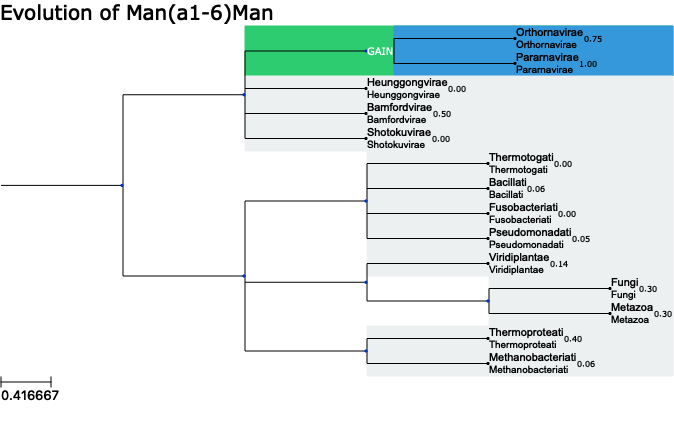 Evolution of Man(a1-6)Man
GAIN
Orthornavirae 0.75
Orthornavirae
Pararnavirae 1.00
Pararnavirae
Heunggongvirae 0.00
Heunggongvirae
Bamfordvirae 0.50
Bamfordvirae
Shotokuvirae 0.00
Shotokuvirae
Thermotogati 0.00
Thermotogati
Bacillati 0.06
Bacillati
Fusobacteriati 0.00
Fusobacteriati
Pseudomonadati 0.05
Pseudomonadati
Viridiplantae 0.14
Viridiplantae
Fungi 0.30
Fungi
Metazoa 0.30
Metazoa
Thermoproteati 0.40
Thermoproteati
Methanobacteriati 0.06
Methanobacteriati
0.416667